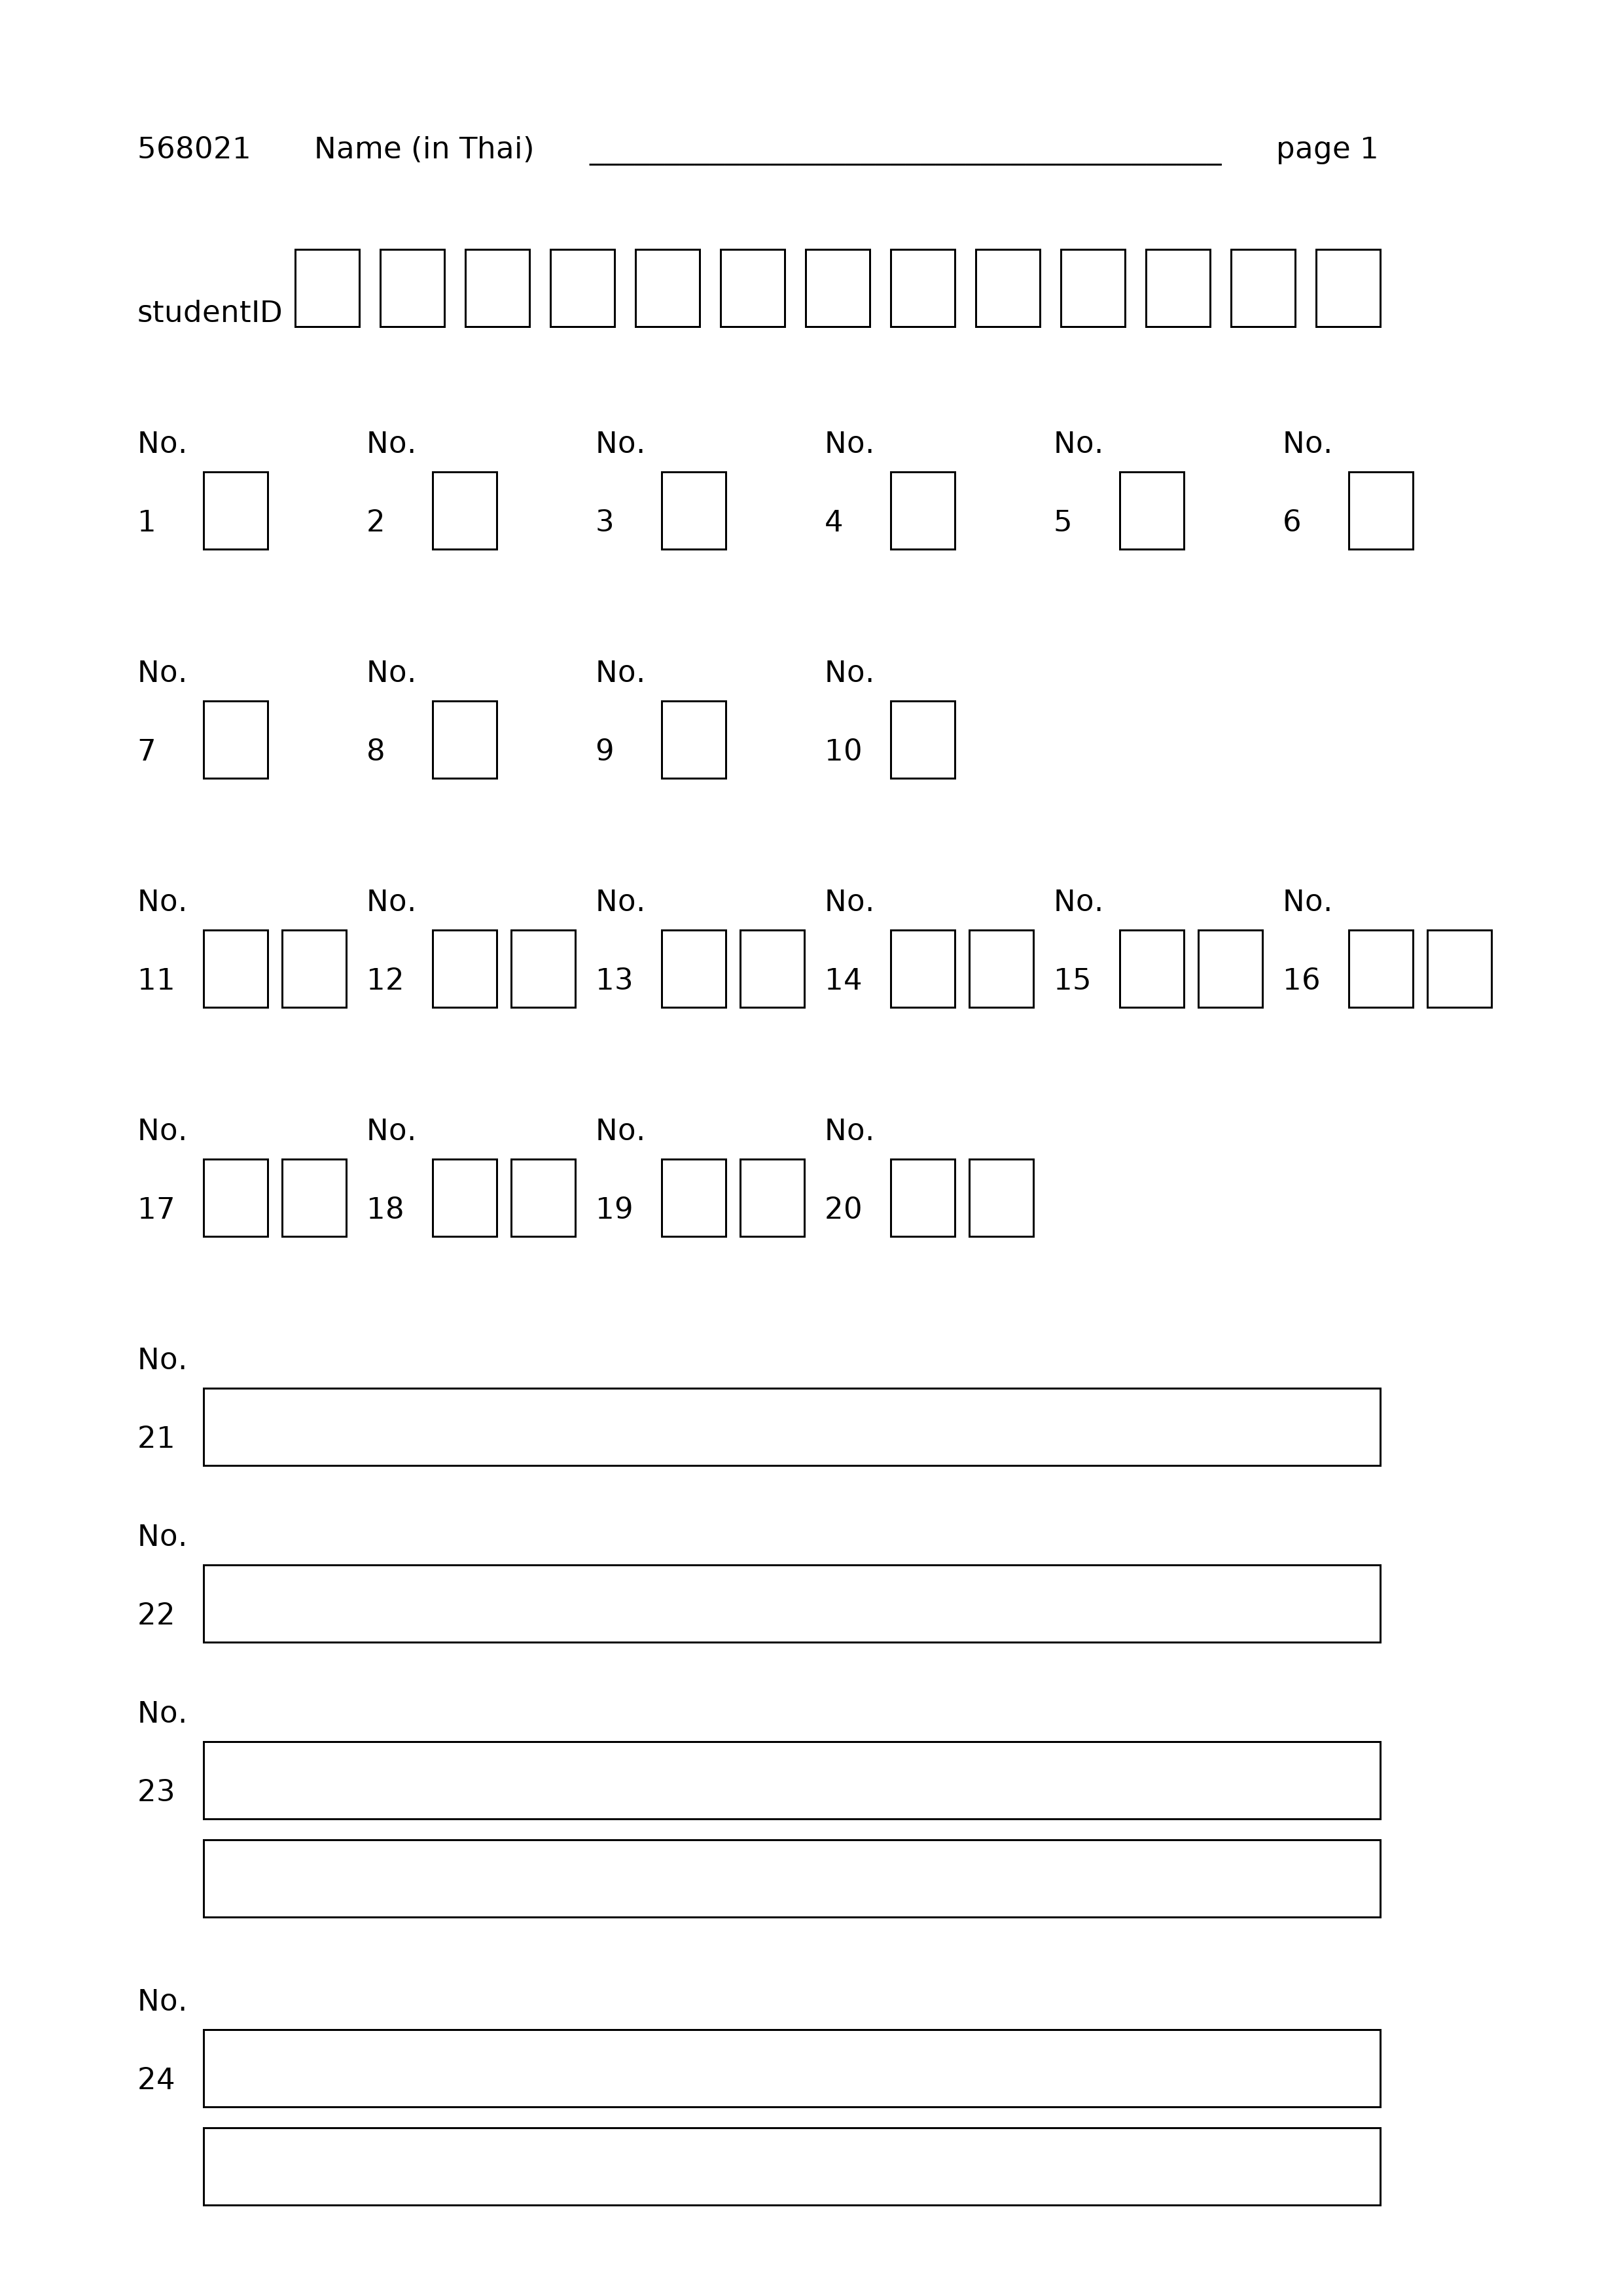 568021 Name (in Thai) page 1
studentID
No. No. No. No. No. No.
1 2 3 4 5 6
No. No. No. No.
7 8 9 10
No. No. No. No. No. No.
11 12 13 14 15 16
No. No. No. No.
17 18 19 20
No.
21
No.
22
No.
23
No.
24